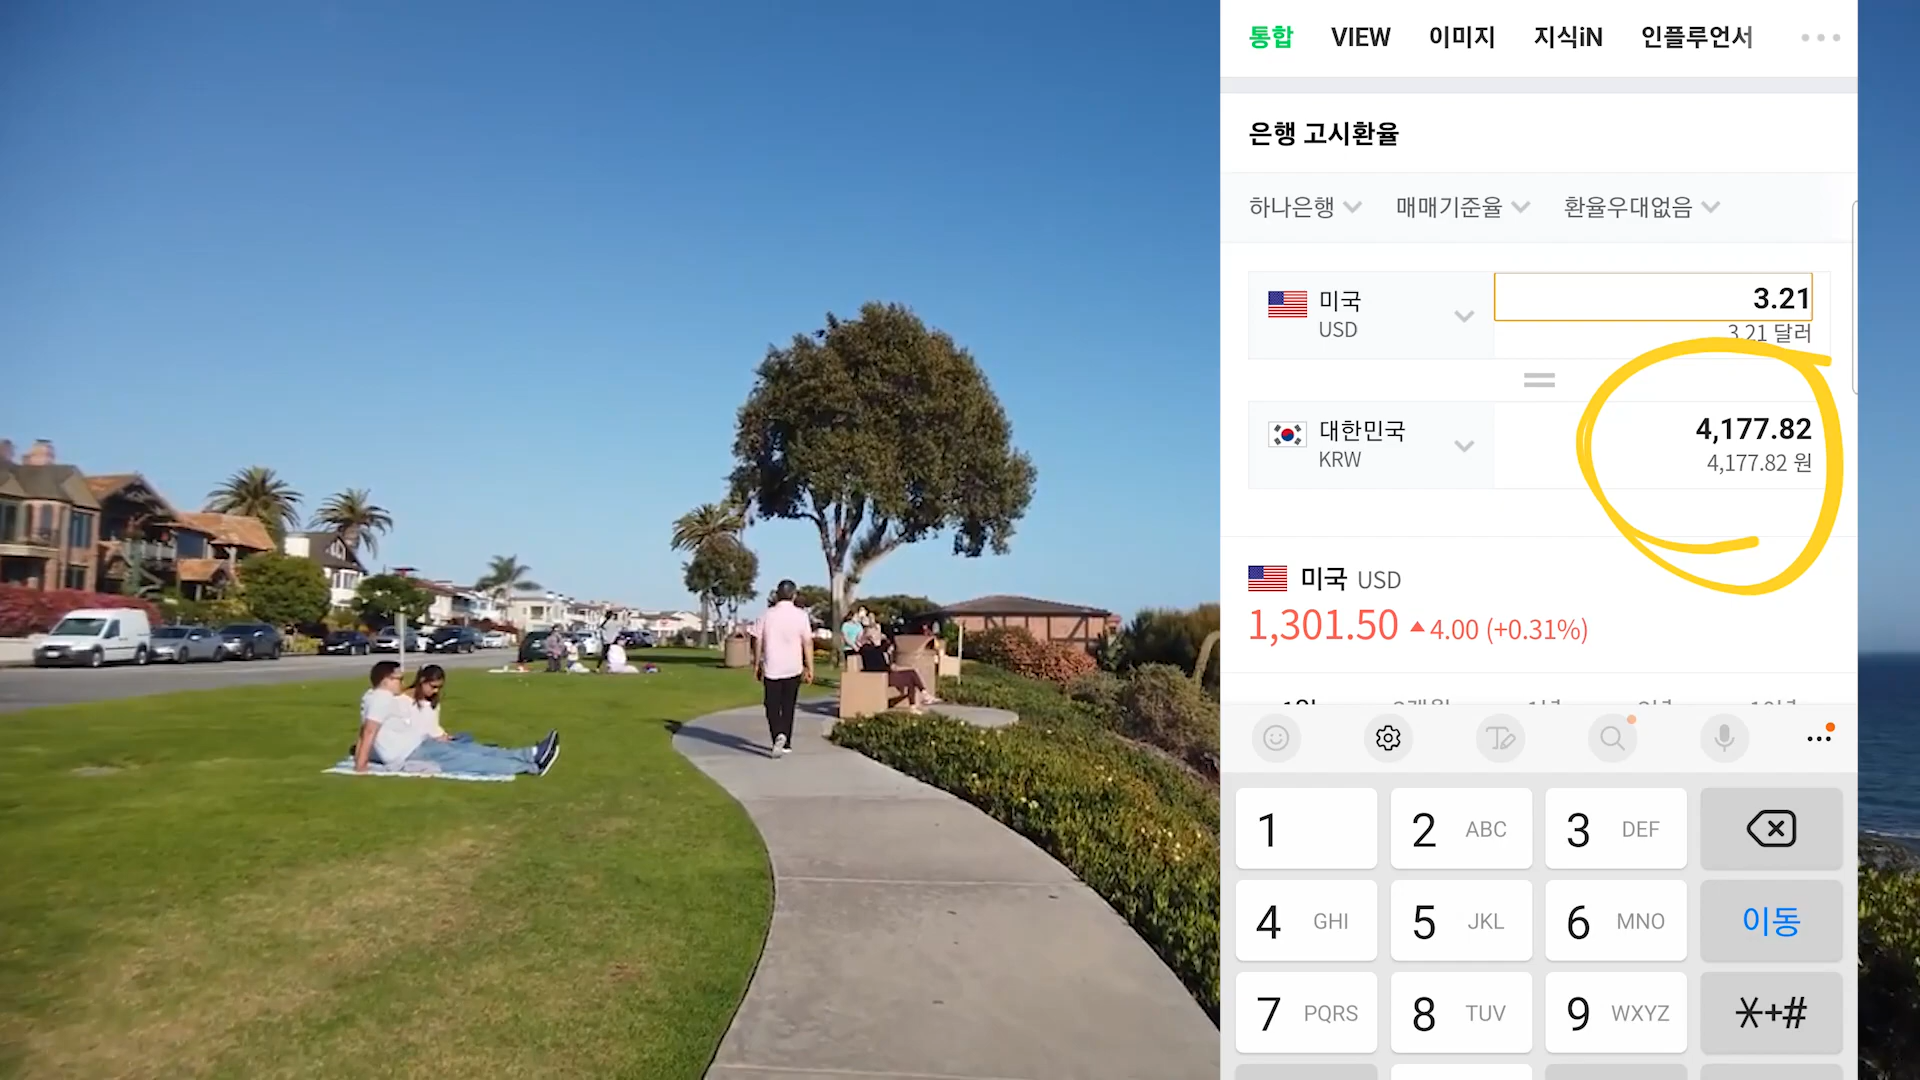 통합 VIEW 이미지 지식iN 인플루언서
은행 고시환율
하나은행 매매기준율 환율우대없음
미국
USD
3.21
3.21 달러
대한민국
KRW
4,177.82
4,177.82 원
미국 USD
1,301.50 ▲4.00 (+0.31%)
1 2 ABC 3 DEF
4 GHI 5 JKL 6 MNO 이동
7 PQRS 8 TUV 9 WXYZ *+#